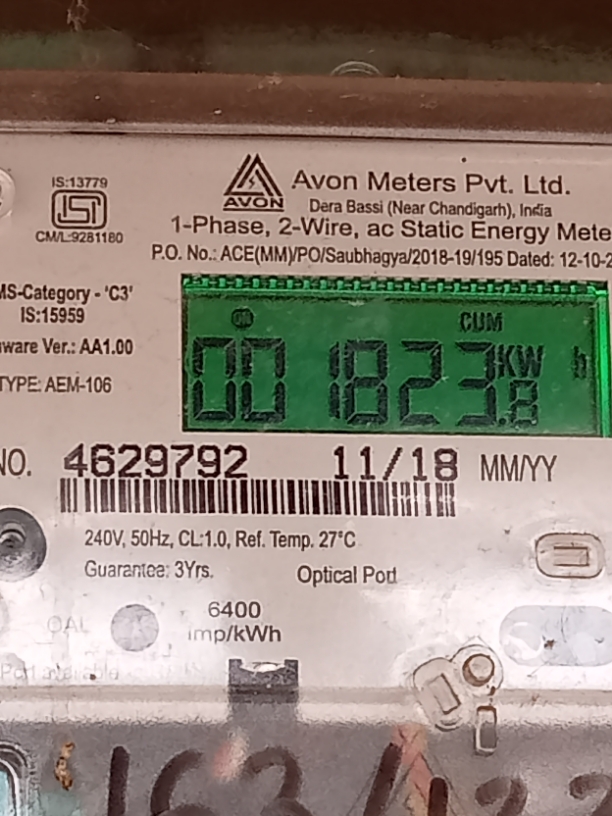 IS:13779
CM/L:9281180
AVON
Avon Meters Pvt. Ltd.
Dera Bassi (Near Chandigarh), India
1-Phase, 2-Wire, ac Static Energy Mete
P.O. No.: ACE(MM)/PO/Saubhagya/2018-19/195 Dated: 12-10-2
MS-Category - 'C3'
IS:15959
ware Ver.: AA1.00
TYPE: AEM-106
CUM
001823.8 KW h
NO. 4629792 11/18 MM/YY
240V, 50Hz, CL:1.0, Ref. Temp. 27°C
Guarantee: 3Yrs. Optical Port
6400
imp/kWh
Port available